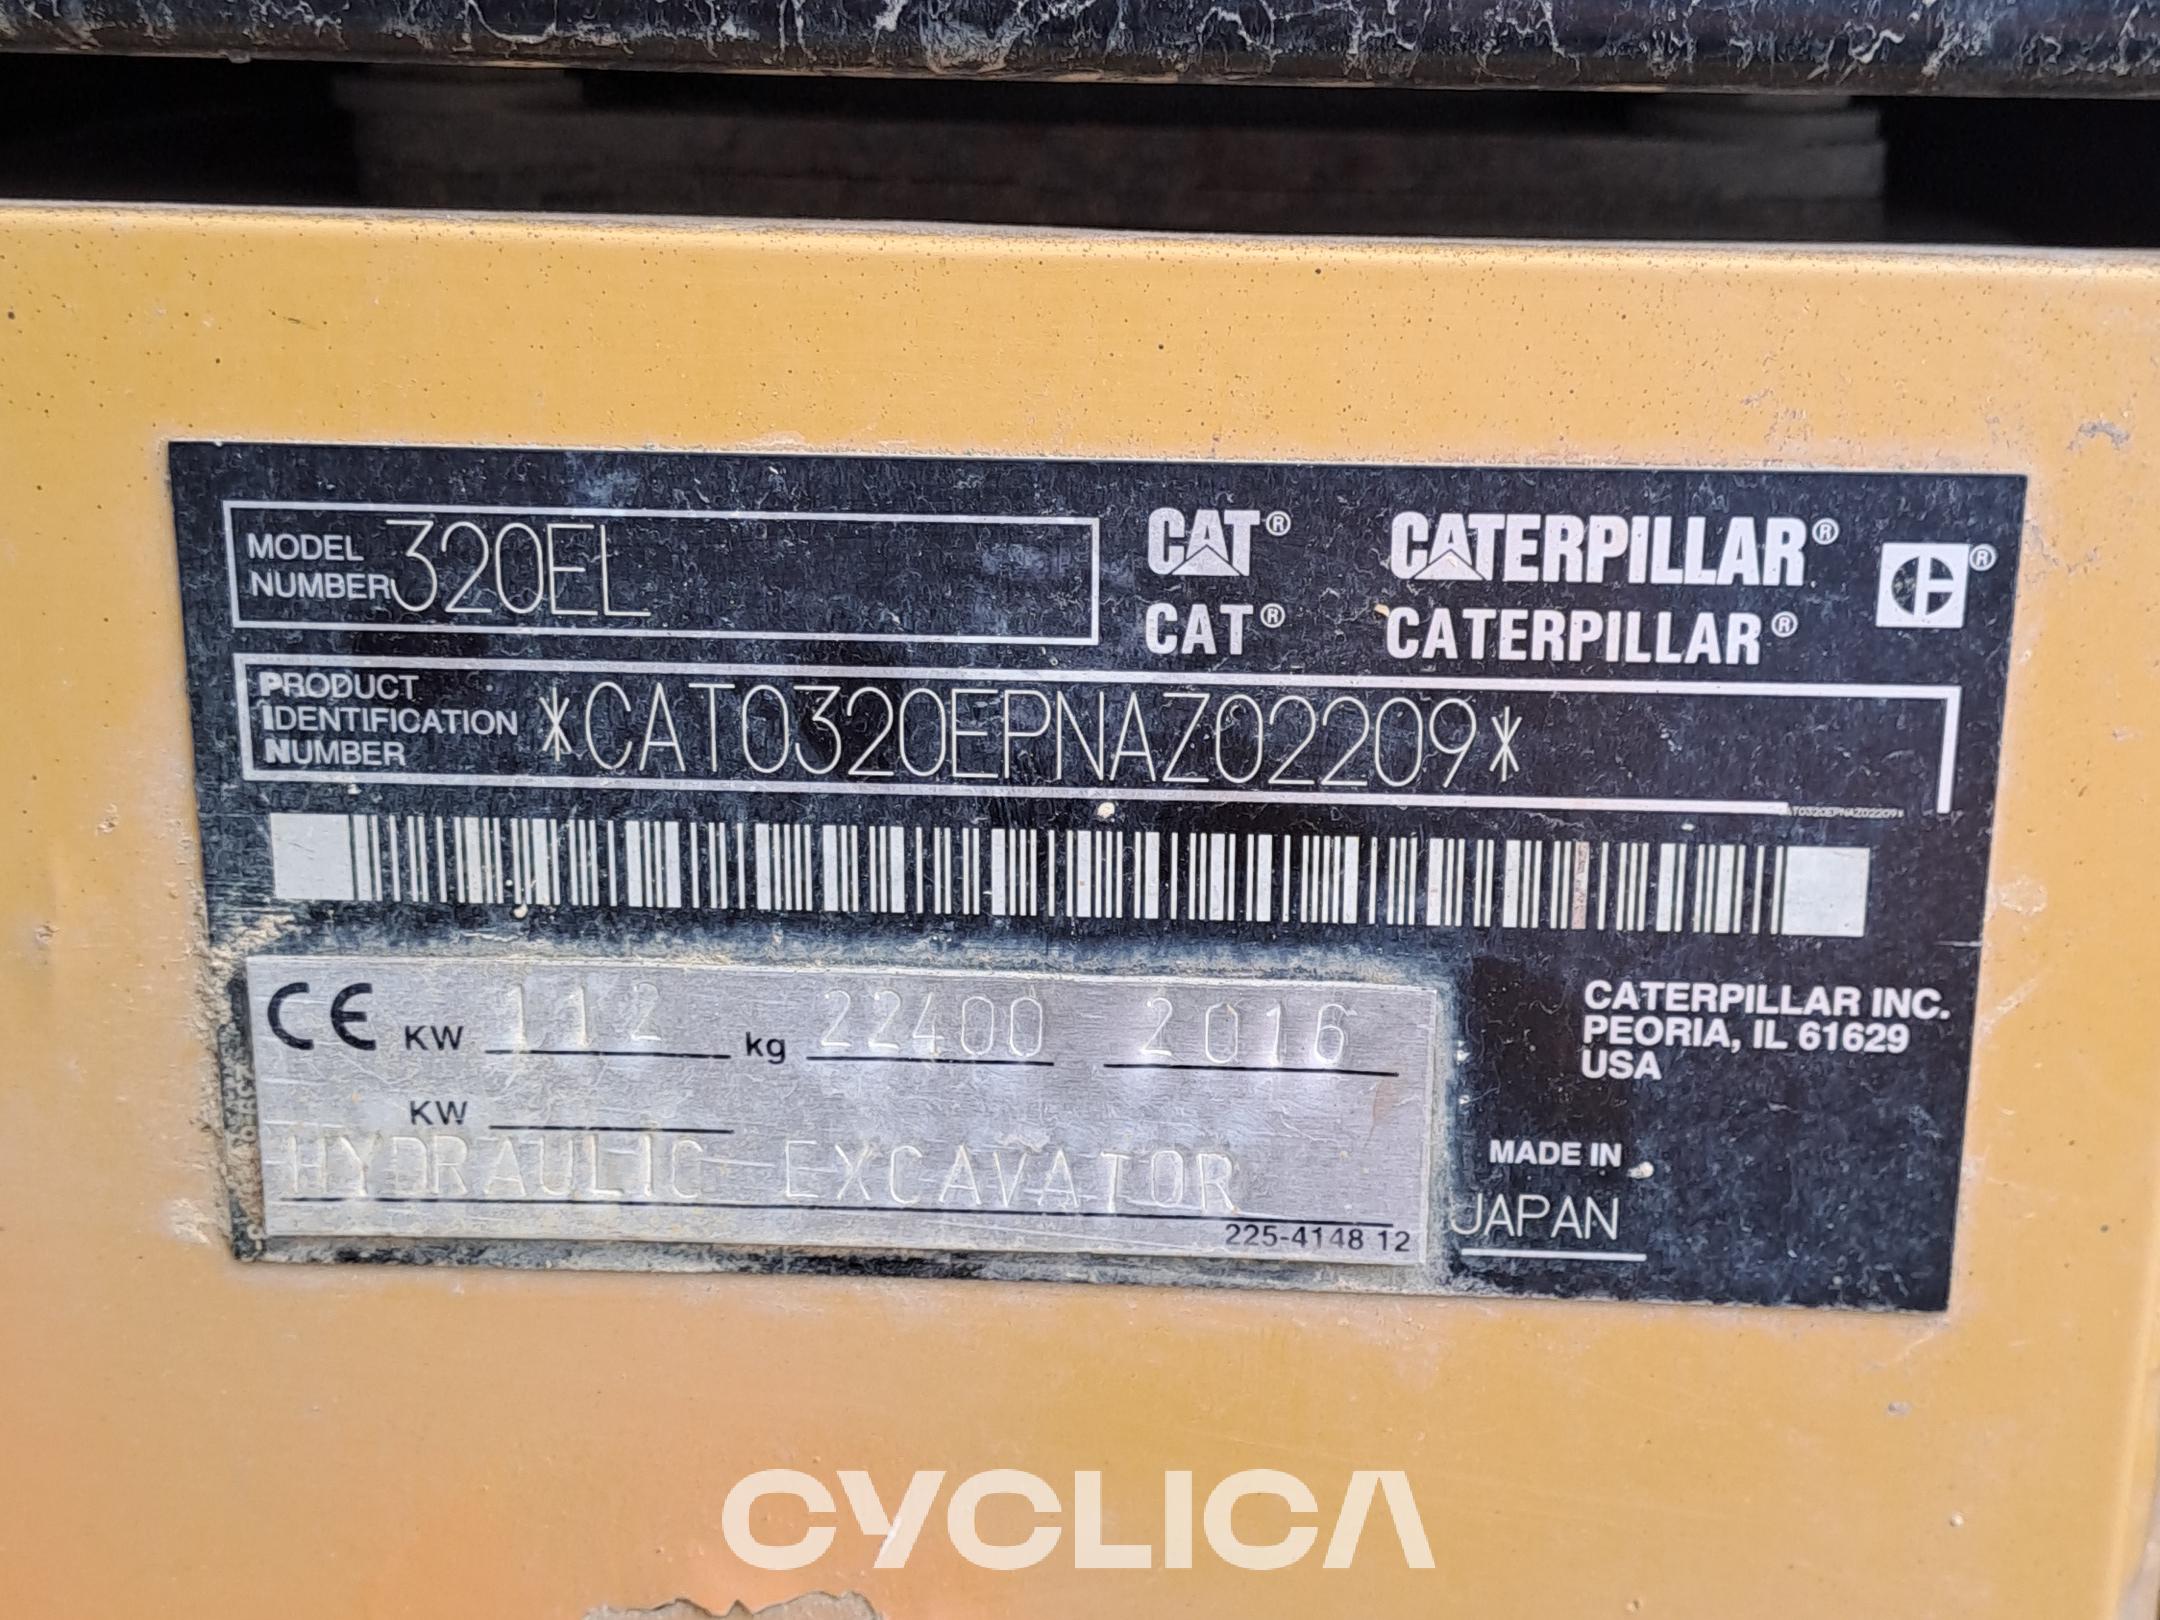 MODEL NUMBER 320EL
CAT® CATERPILLAR®
CAT® CATERPILLAR®
PRODUCT
IDENTIFICATION
NUMBER
*CAT0320EPNAZ02209*
CE KW 112 kg 22400 2016
KW
HYDRAULIC EXCAVATOR
225-4148 12
CATERPILLAR INC.
PEORIA, IL 61629
USA
MADE IN
JAPAN
CYCLICA